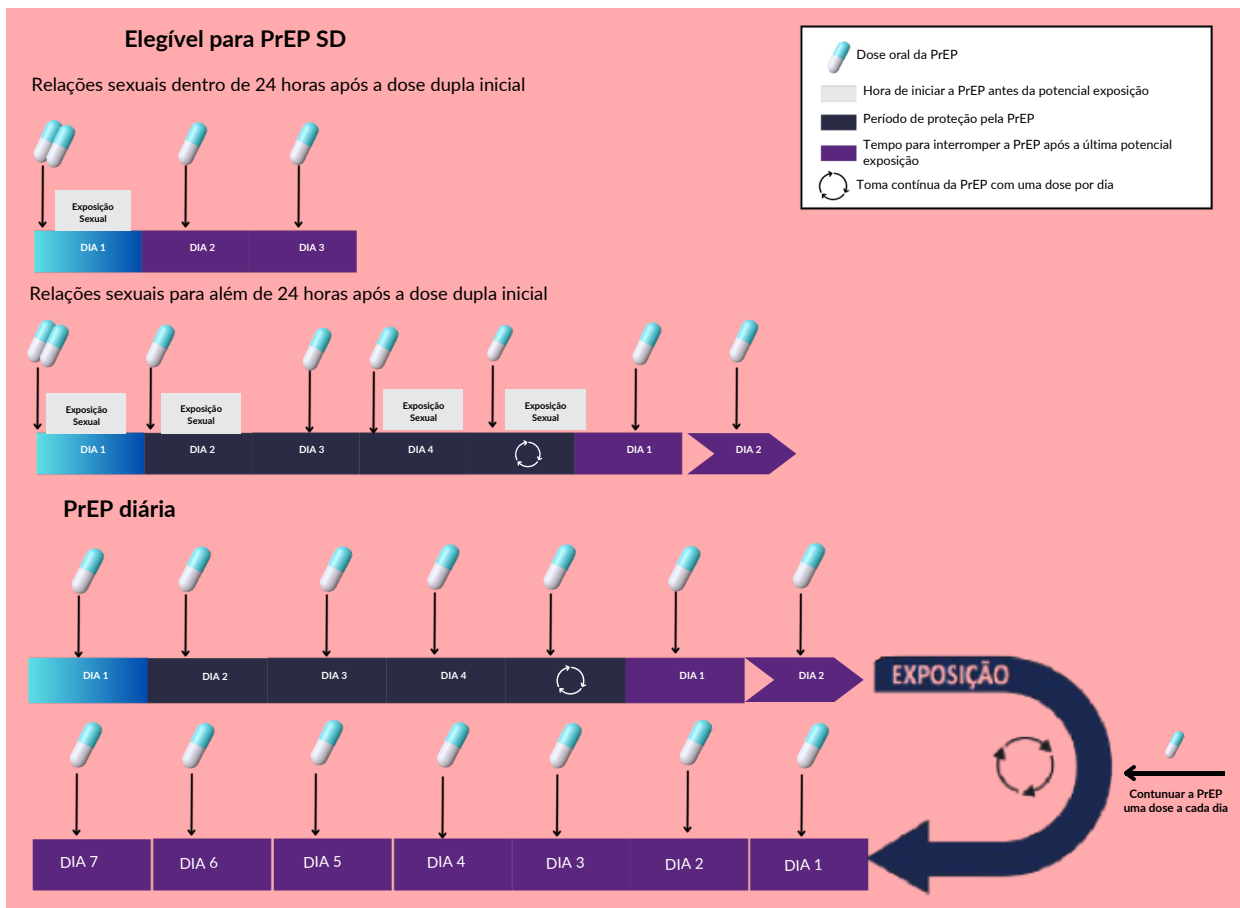 Elegível para PrEP SD
Relações sexuais dentro de 24 horas após a dose dupla inicial
Dose oral da PrEP
Hora de iniciar a PrEP antes da potencial exposição
Período de proteção pela PrEP
Tempo para interromper a PrEP após a última potencial
exposição
Toma contínua da PrEP com uma dose por dia
Exposição
Sexual
DIA 1
DIA 2
DIA 3
Relações sexuais para além de 24 horas após a dose dupla inicial
Exposição
Sexual
Exposição
Sexual
Exposição
Sexual
Exposição
Sexual
DIA 1
DIA 2
DIA 3
DIA 4
DIA 1
DIA 2
PrEP diária
DIA 1
DIA 2
DIA 3
DIA 4
DIA 1
DIA 2
EXPOSIÇÃO
Contunuar a PrEP
uma dose a cada dia
DIA 7
DIA 6
DIA 5
DIA 4
DIA 3
DIA 2
DIA 1